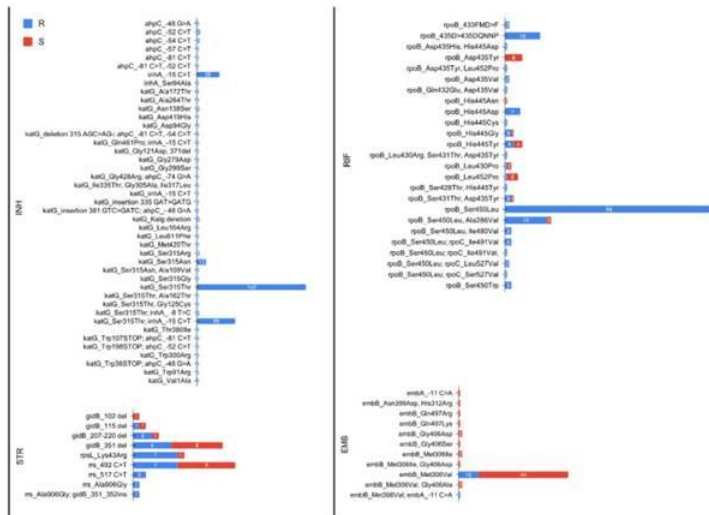 R
S
INH
ahpC_-48 G>A
ahpC_-52 C>T
ahpC_-54 C>T
ahpC_-57 C>T
ahpC_-81 C>T
ahpC_-81 C>T, -52 C>T
inhA_-15 C>T
inhA_Ser94Ala
katG_Ala172Thr
katG_Ala264Thr
katG_Asn138Ser
katG_Asp419His
katG_Asp94Gly
katG_deletion 315 AGC>AG-; ahpC_-81 C>T, -54 C>T
katG_Gln461Pro; inhA_-15 C>T
katG_Gly121Asp, 371del
katG_Gly279Asp
katG_Gly299Ser
katG_Gly428Arg; ahpC_-74 G>A
katG_Ile335Thr, Gly305Ala, Ile317Leu
katG_inhA_-15 C>T
katG_insertion 335 GAT>GATG
katG_insertion 381 GTC>GATC; ahpC_-48 G>A
katG_Katg deletion
katG_Leu164Arg
katG_Leu611Phe
katG_Met420Thr
katG_Ser315Arg
katG_Ser315Asn
katG_Ser315Asn, Ala109Val
katG_Ser315Gly
katG_Ser315Thr
katG_Ser315Thr, Ala162Thr
katG_Ser315Thr, Gly125Cys
katG_Ser315Thr; inhA_-8 T>C
katG_Ser315Thr; inhA_-15 C>T
katG_Thr380Ile
katG_Trp107STOP; ahpC_-81 C>T
katG_Trp198STOP; ahpC_-52 C>T
katG_Trp300Arg
katG_Trp38STOP; ahpC_-48 G>A
katG_Trp91Arg
katG_Val1Ala
STR
gidB_102 del
gidB_115 del
gidB_207-220 del
gidB_351 del
rpsL_Lys43Arg
rrs_492 C>T
rrs_517 C>T
rrs_Ala906Gly
rrs_Ala906Gly; gidB_351_352ins
RIF
rpoB_433FMD>F
rpoB_435D>435DQNNP
rpoB_Asp435His, His445Asp
rpoB_Asp435Tyr
rpoB_Asp435Tyr, Leu452Pro
rpoB_Asp435Val
rpoB_Gln432Glu, Asp435Val
rpoB_His445Asn
rpoB_His445Asp
rpoB_His445Cys
rpoB_His445Gly
rpoB_His445Tyr
rpoB_Leu430Arg, Ser431Thr, Asp435Tyr
rpoB_Leu430Pro
rpoB_Leu452Pro
rpoB_Ser428Thr, His445Tyr
rpoB_Ser431Thr, Asp435Tyr
rpoB_Ser450Leu
rpoB_Ser450Leu, Ala286Val
rpoB_Ser450Leu, Ile480Val
rpoB_Ser450Leu; rpoC_Ile491Val
rpoB_Ser450Leu; rpoC_Ile491Val,
rpoB_Ser450Leu; rpoC_Leu527Val
rpoB_Ser450Leu; rpoC_Ser527Val
rpoB_Ser450Trp
EMB
embA_-11 C>A
embB_Asn399Asp, His312Arg
embB_Gln497Arg
embB_Gln497Lys
embB_Gly406Asp
embB_Gly406Ser
embB_Met306Ile
embB_Met306Ile, Gly406Asp
embB_Met306Val
embB_Met306Val, Gly406Ala
embB_Met306Val; embA_-11 C>A